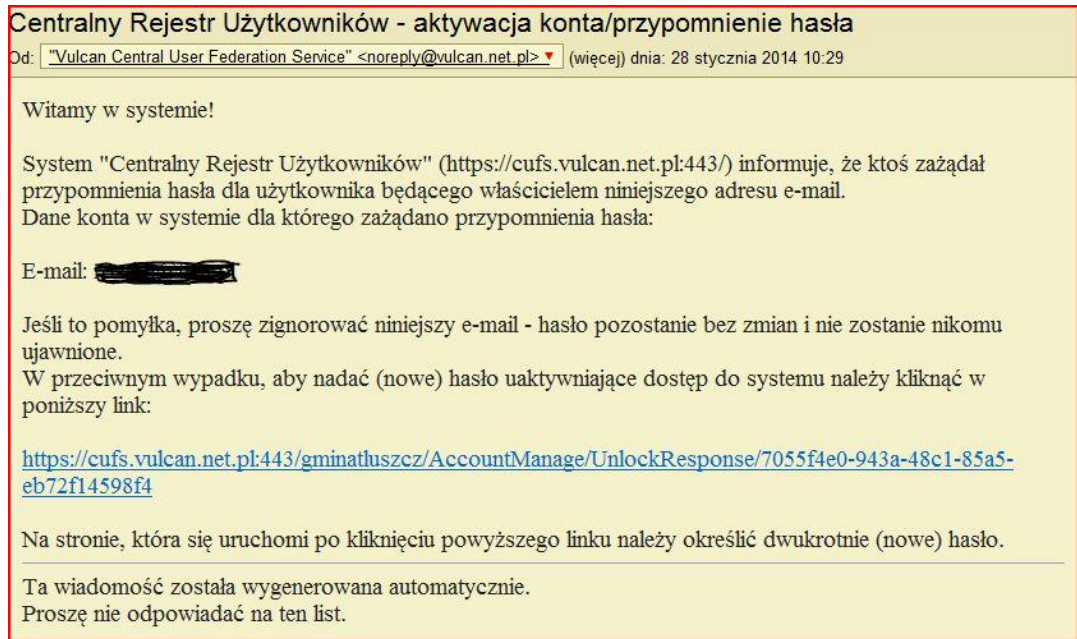 Centralny Rejestr Użytkowników - aktywacja konta/przypomnienie hasła
Od: "Vulcan Central User Federation Service" <noreply@vulcan.net.pl> (więcej) dnia: 28 stycznia 2014 10:29
Witamy w systemie!
System "Centralny Rejestr Użytkowników" (https://cufs.vulcan.net.pl:443/) informuje, że ktoś zażądał
przypomnienia hasła dla użytkownika będącego właścicielem niniejszego adresu e-mail.
Dane konta w systemie dla którego zażądano przypomnienia hasła:
E-mail:
Jeśli to pomyłka, proszę zignorować niniejszy e-mail - hasło pozostanie bez zmian i nie zostanie nikomu
ujawnione.
W przeciwnym wypadku, aby nadać (nowe) hasło uaktywniające dostęp do systemu należy kliknąć w
poniższy link:
https://cufs.vulcan.net.pl:443/gminatluszcz/AccountManage/UnlockResponse/7055f4e0-943a-48c1-85a5-
eb72f14598f4
Na stronie, która się uruchomi po kliknięciu powyższego linku należy określić dwukrotnie (nowe) hasło.
Ta wiadomość została wygenerowana automatycznie.
Proszę nie odpowiadać na ten list.